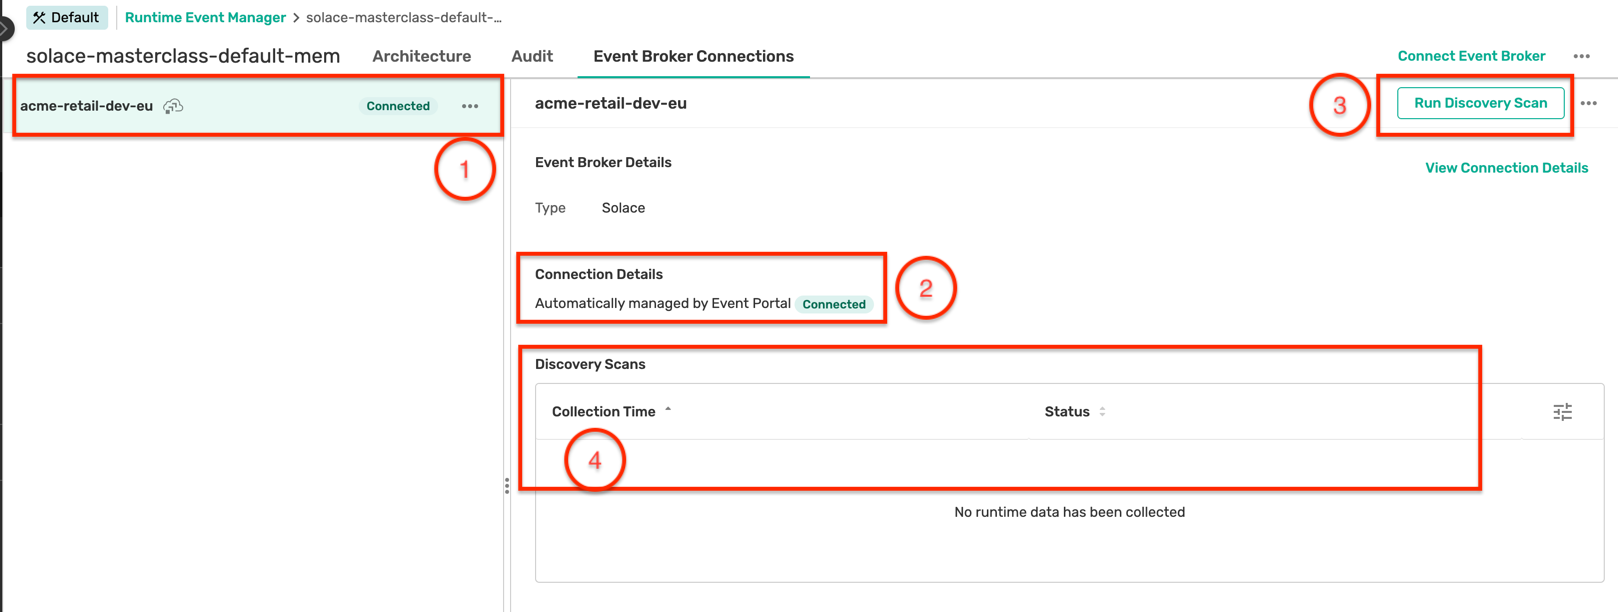 Default
Runtime Event Manager > solace-masterclass-default-...
solace-masterclass-default-mem
Architecture
Audit
Event Broker Connections
Connect Event Broker
acme-retail-dev-eu
Connected
1
acme-retail-dev-eu
3
Run Discovery Scan
Event Broker Details
View Connection Details
Type Solace
Connection Details
Automatically managed by Event Portal Connected
2
Discovery Scans
Collection Time Status
4
No runtime data has been collected